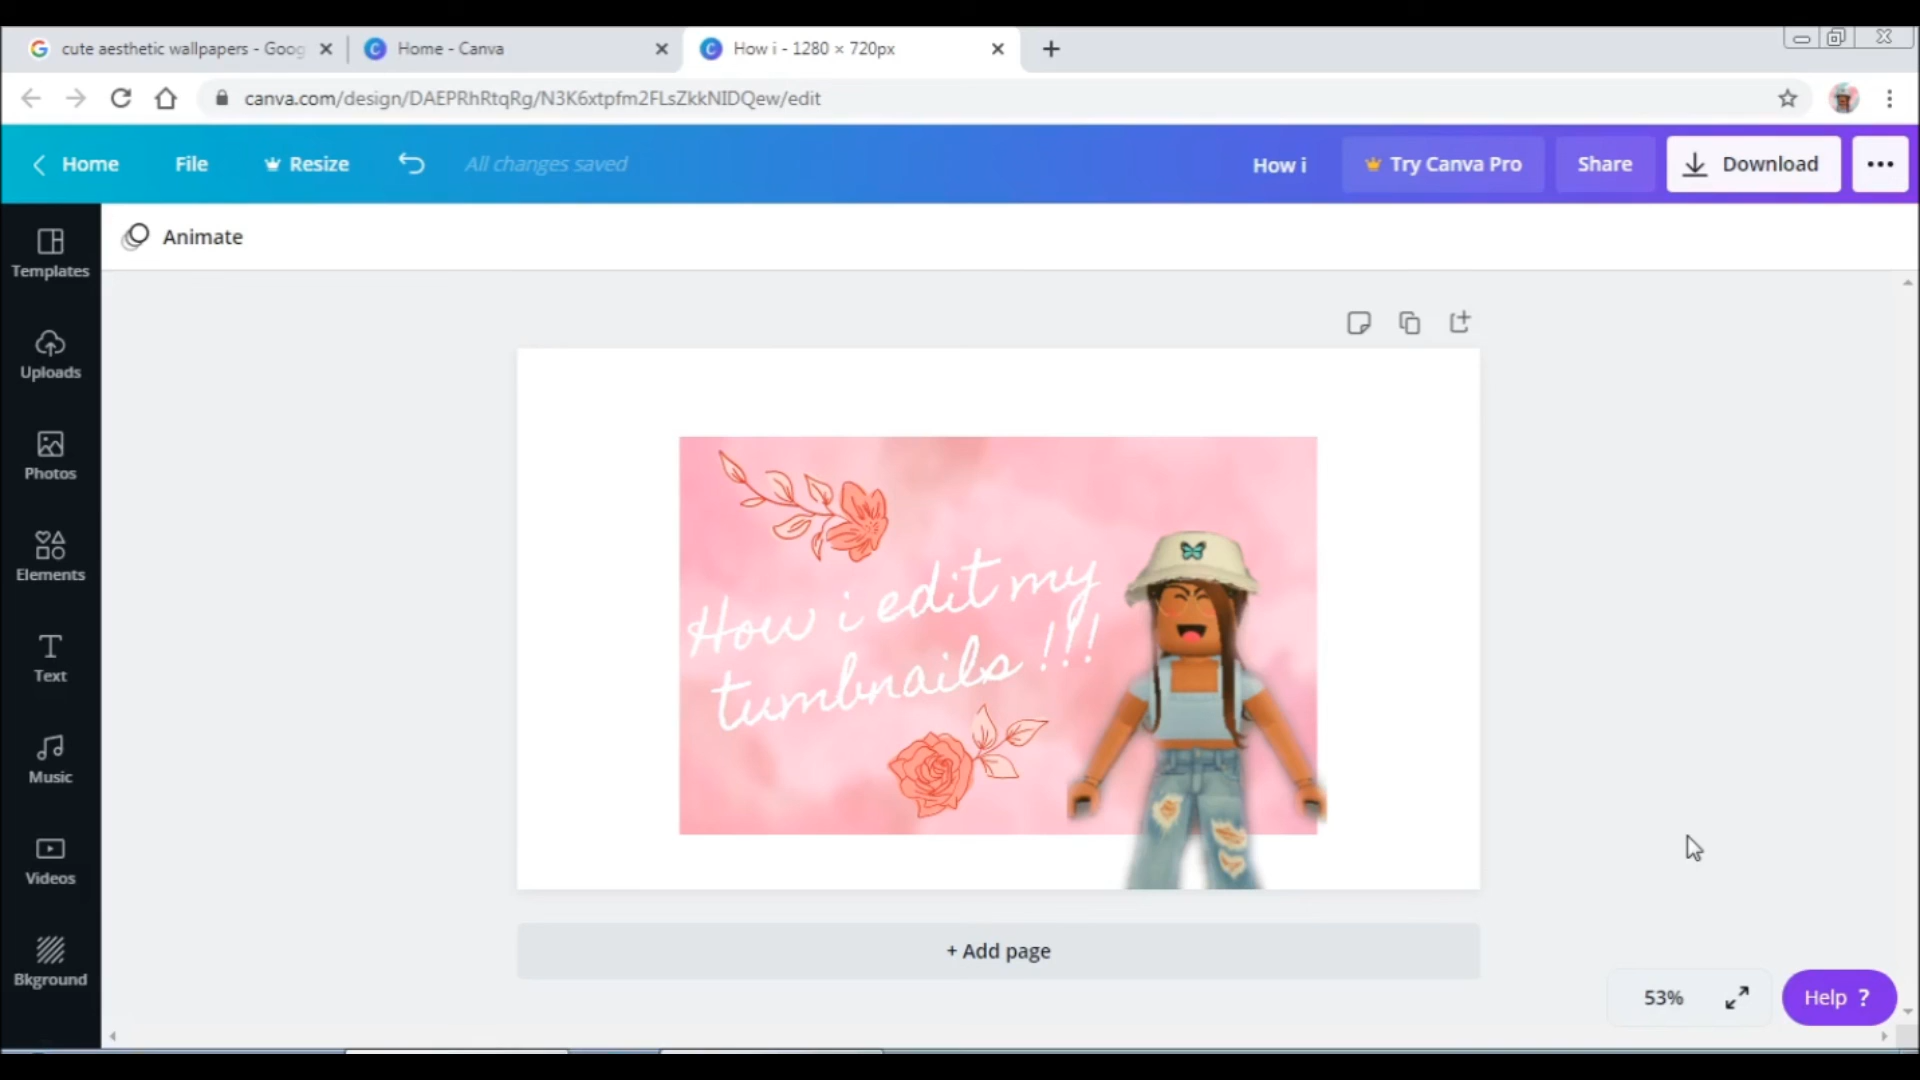 cute aesthetic wallpapers - Goog
Home - Canva
How i - 1280 × 720px
canva.com/design/DAEPRhRtqRg/N3K6xtpfm2FLsZkkNIDQew/edit
Home
File
Resize
All changes saved
How i
Try Canva Pro
Share
Download
Animate
Templates
Uploads
Photos
Elements
Text
Music
Videos
Bkground
How i edit my
tumbnails !!!
+ Add page
53%
Help ?